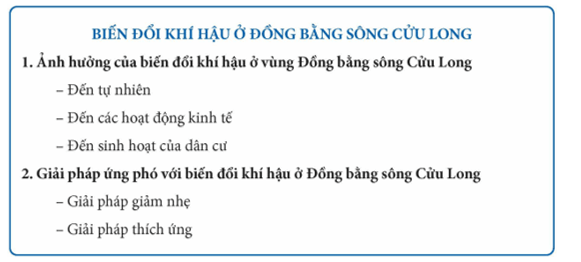 BIẾN ĐỔI KHÍ HẬU Ở ĐỒNG BẰNG SÔNG CỬU LONG
1. Ảnh hưởng của biến đổi khí hậu ở vùng Đồng bằng sông Cửu Long
– Đến tự nhiên
– Đến các hoạt động kinh tế
– Đến sinh hoạt của dân cư
2. Giải pháp ứng phó với biến đổi khí hậu ở Đồng bằng sông Cửu Long
– Giải pháp giảm nhẹ
– Giải pháp thích ứng